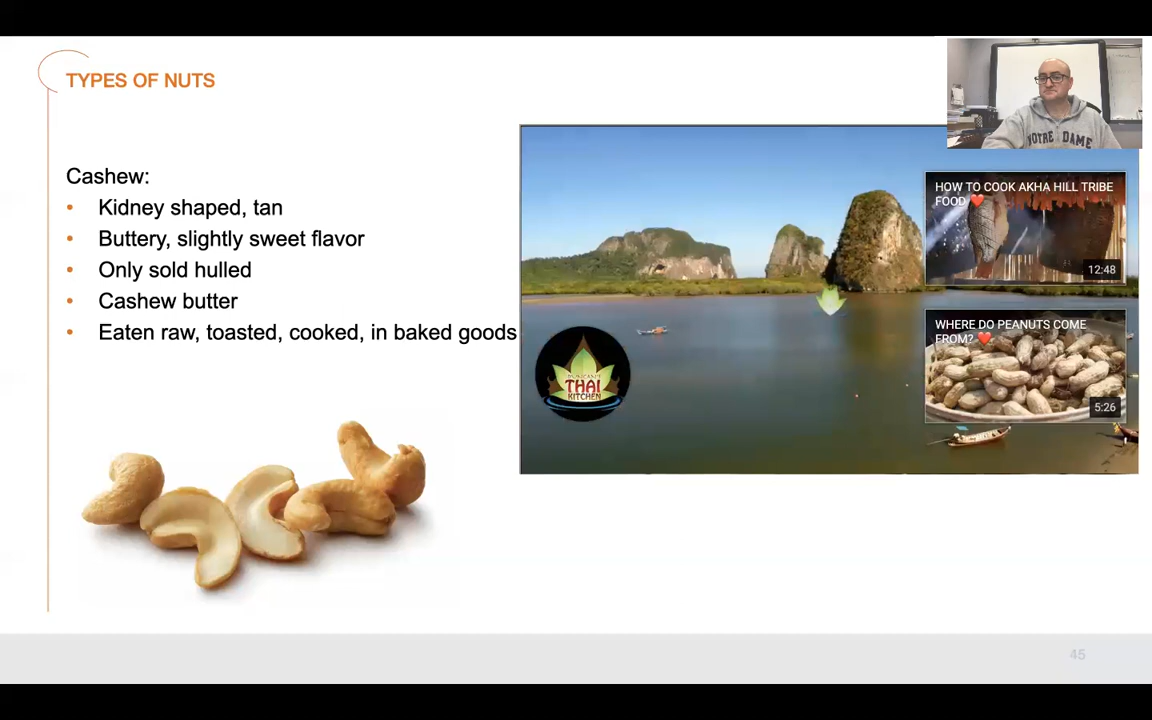 TYPES OF NUTS
Cashew:
• Kidney shaped, tan
• Buttery, slightly sweet flavor
• Only sold hulled
• Cashew butter
• Eaten raw, toasted, cooked, in baked goods
NOTRE DAME
HOW TO COOK AKHA HILL TRIBE
FOOD ❤️
12:48
WHERE DO PEANUTS COME
FROM? ❤️
5:26
THAI
KITCHEN
45